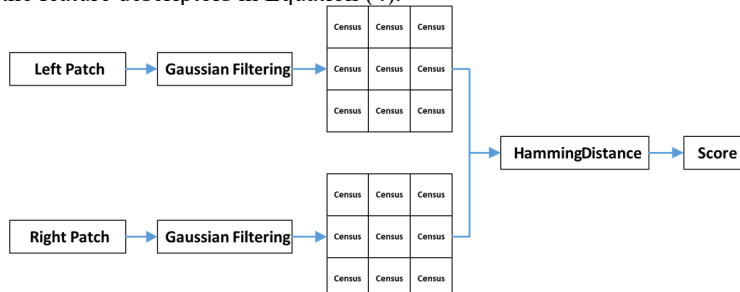 Census Census Census
Left Patch Gaussian Filtering Census Census Census
Census Census Census
HammingDistance Score
Census Census Census
Right Patch Gaussian Filtering Census Census Census
Census Census Census